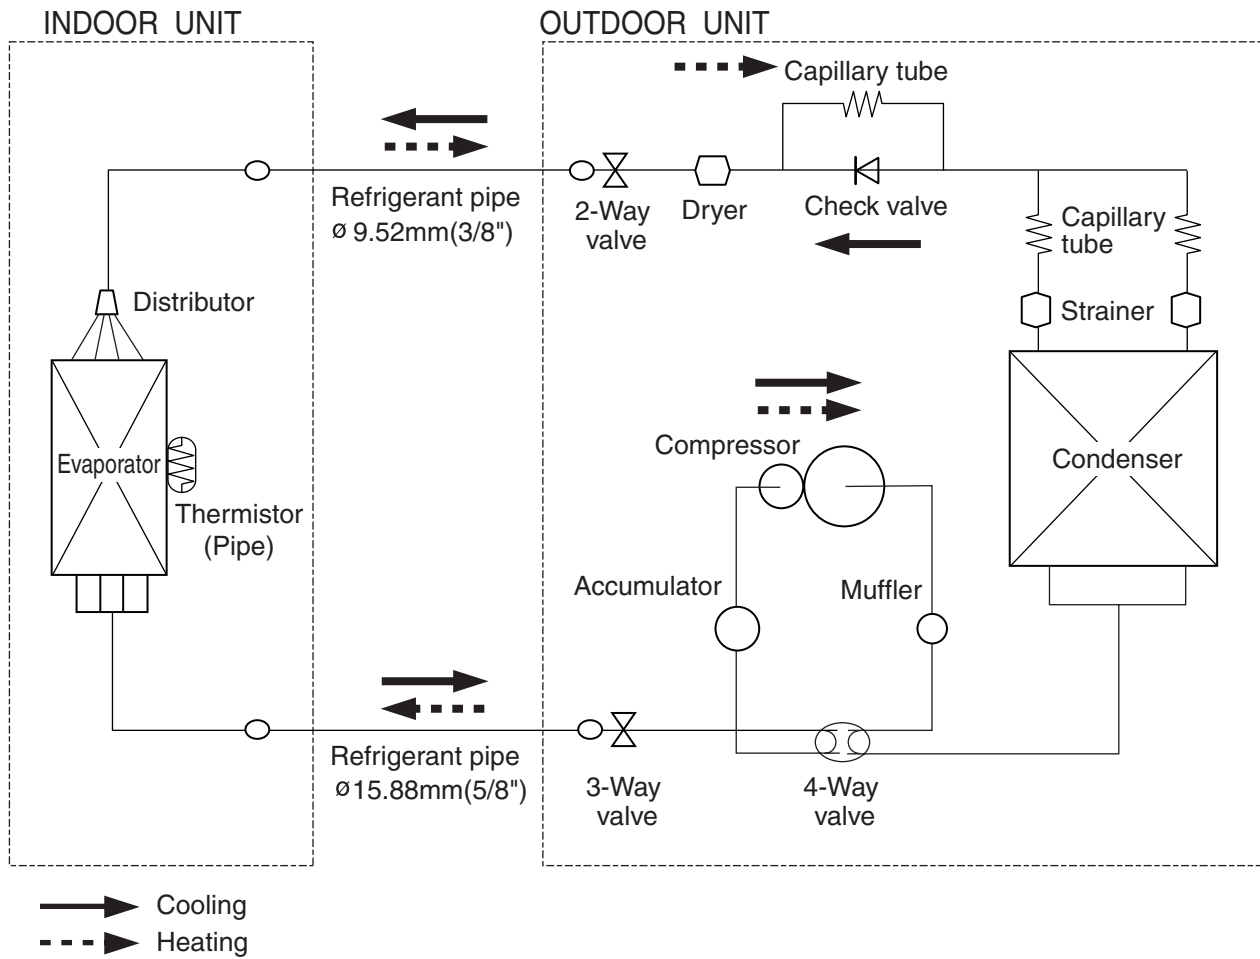 INDOOR UNIT
OUTDOOR UNIT
Capillary tube
Refrigerant pipe
ø 9.52mm(3/8")
2-Way
valve
Dryer
Check valve
Capillary
tube
Distributor
Strainer
Evaporator
Thermistor
(Pipe)
Compressor
Condenser
Accumulator
Muffler
Refrigerant pipe
ø15.88mm(5/8")
3-Way
valve
4-Way
valve
Cooling
Heating